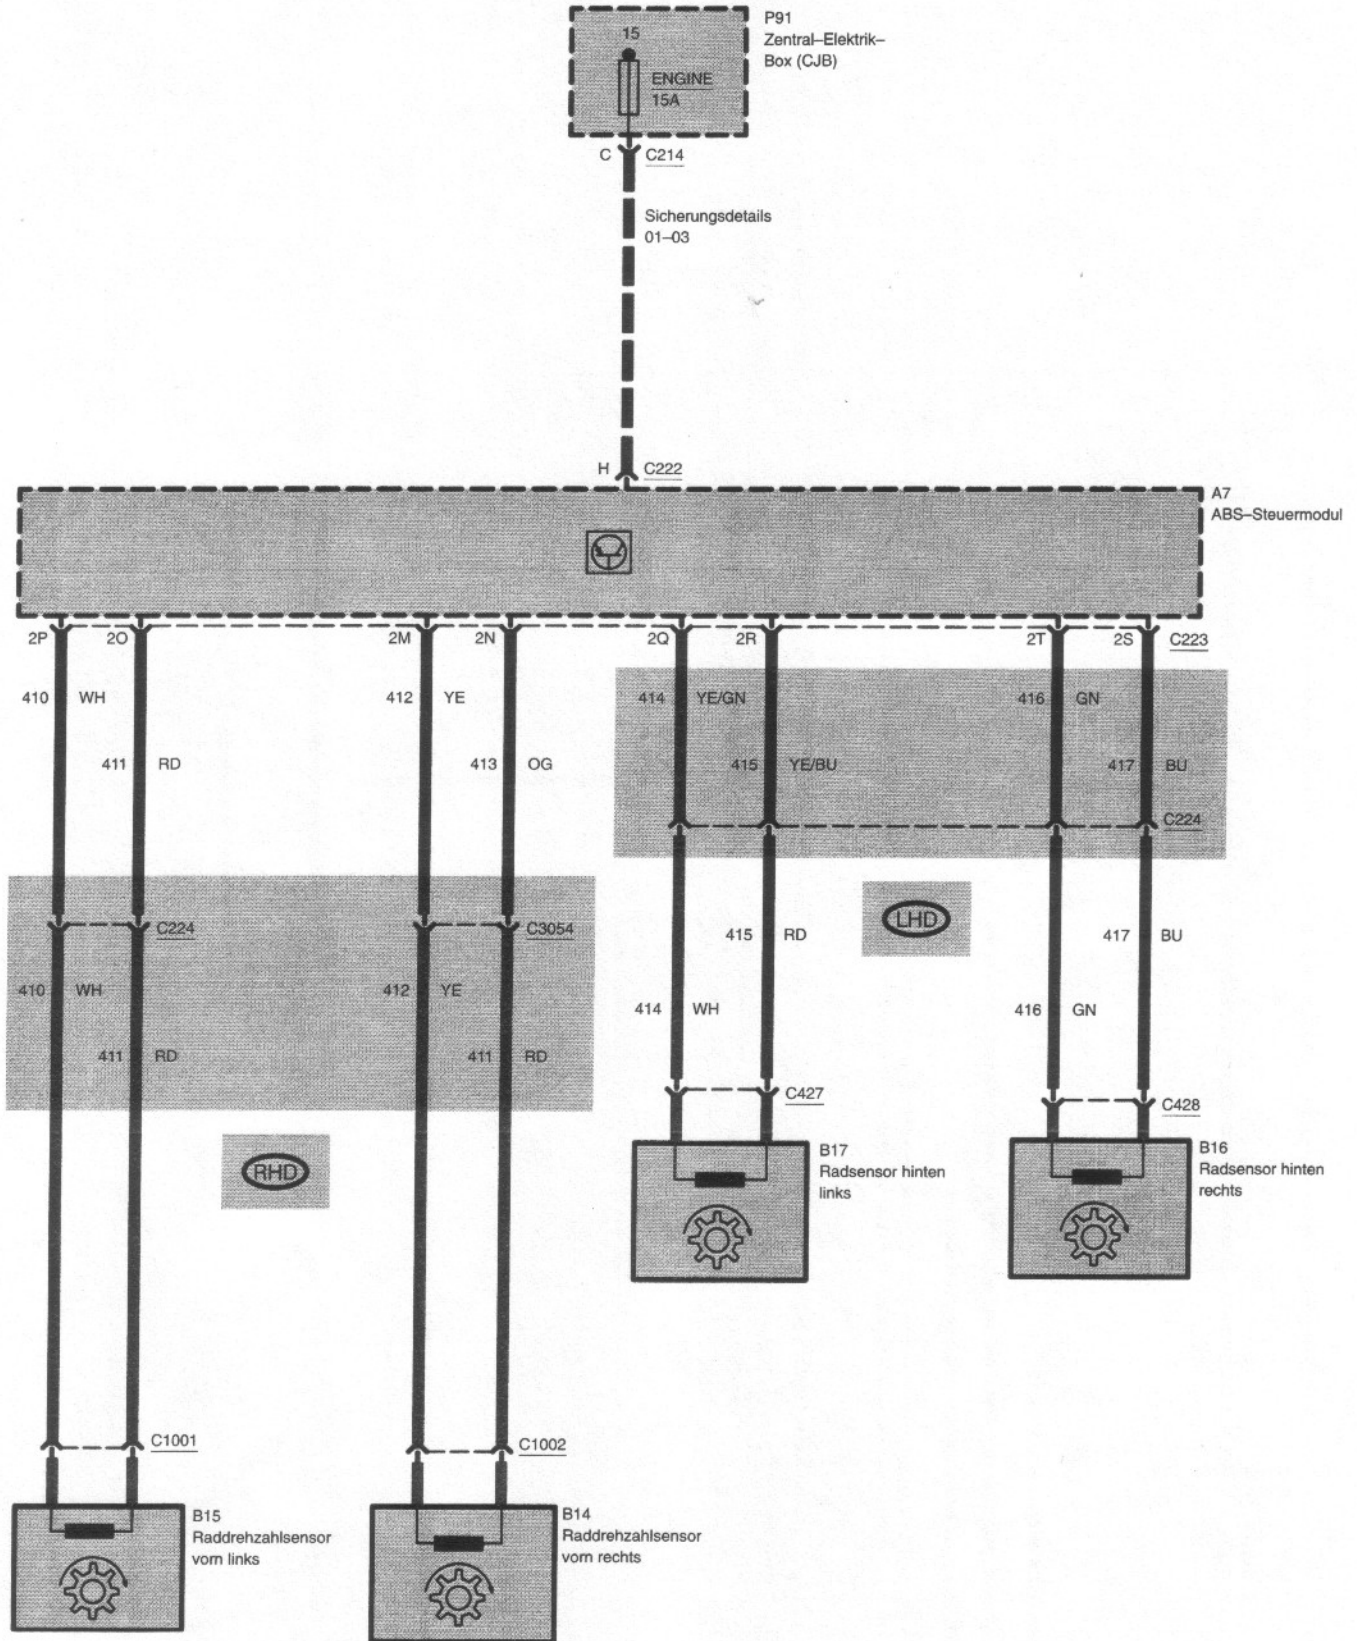 P91
Zentral–Elektrik–
Box (CJB)
15
ENGINE
15A
C
C214
Sicherungsdetails
01–03
H
C222
A7
ABS–Steuermodul
2P
2O
2M
2N
2Q
2R
2T
2S
C223
410
WH
412
YE
414
YE/GN
416
GN
411
RD
413
OG
415
YE/BU
417
BU
C224
LHD
C224
C3054
415
RD
417
BU
410
WH
412
YE
414
WH
416
GN
411
RD
411
RD
C427
C428
RHD
B17
Radsensor hinten
links
B16
Radsensor hinten
rechts
C1001
C1002
B15
Raddrehzahlsensor
vorn links
B14
Raddrehzahlsensor
vorn rechts